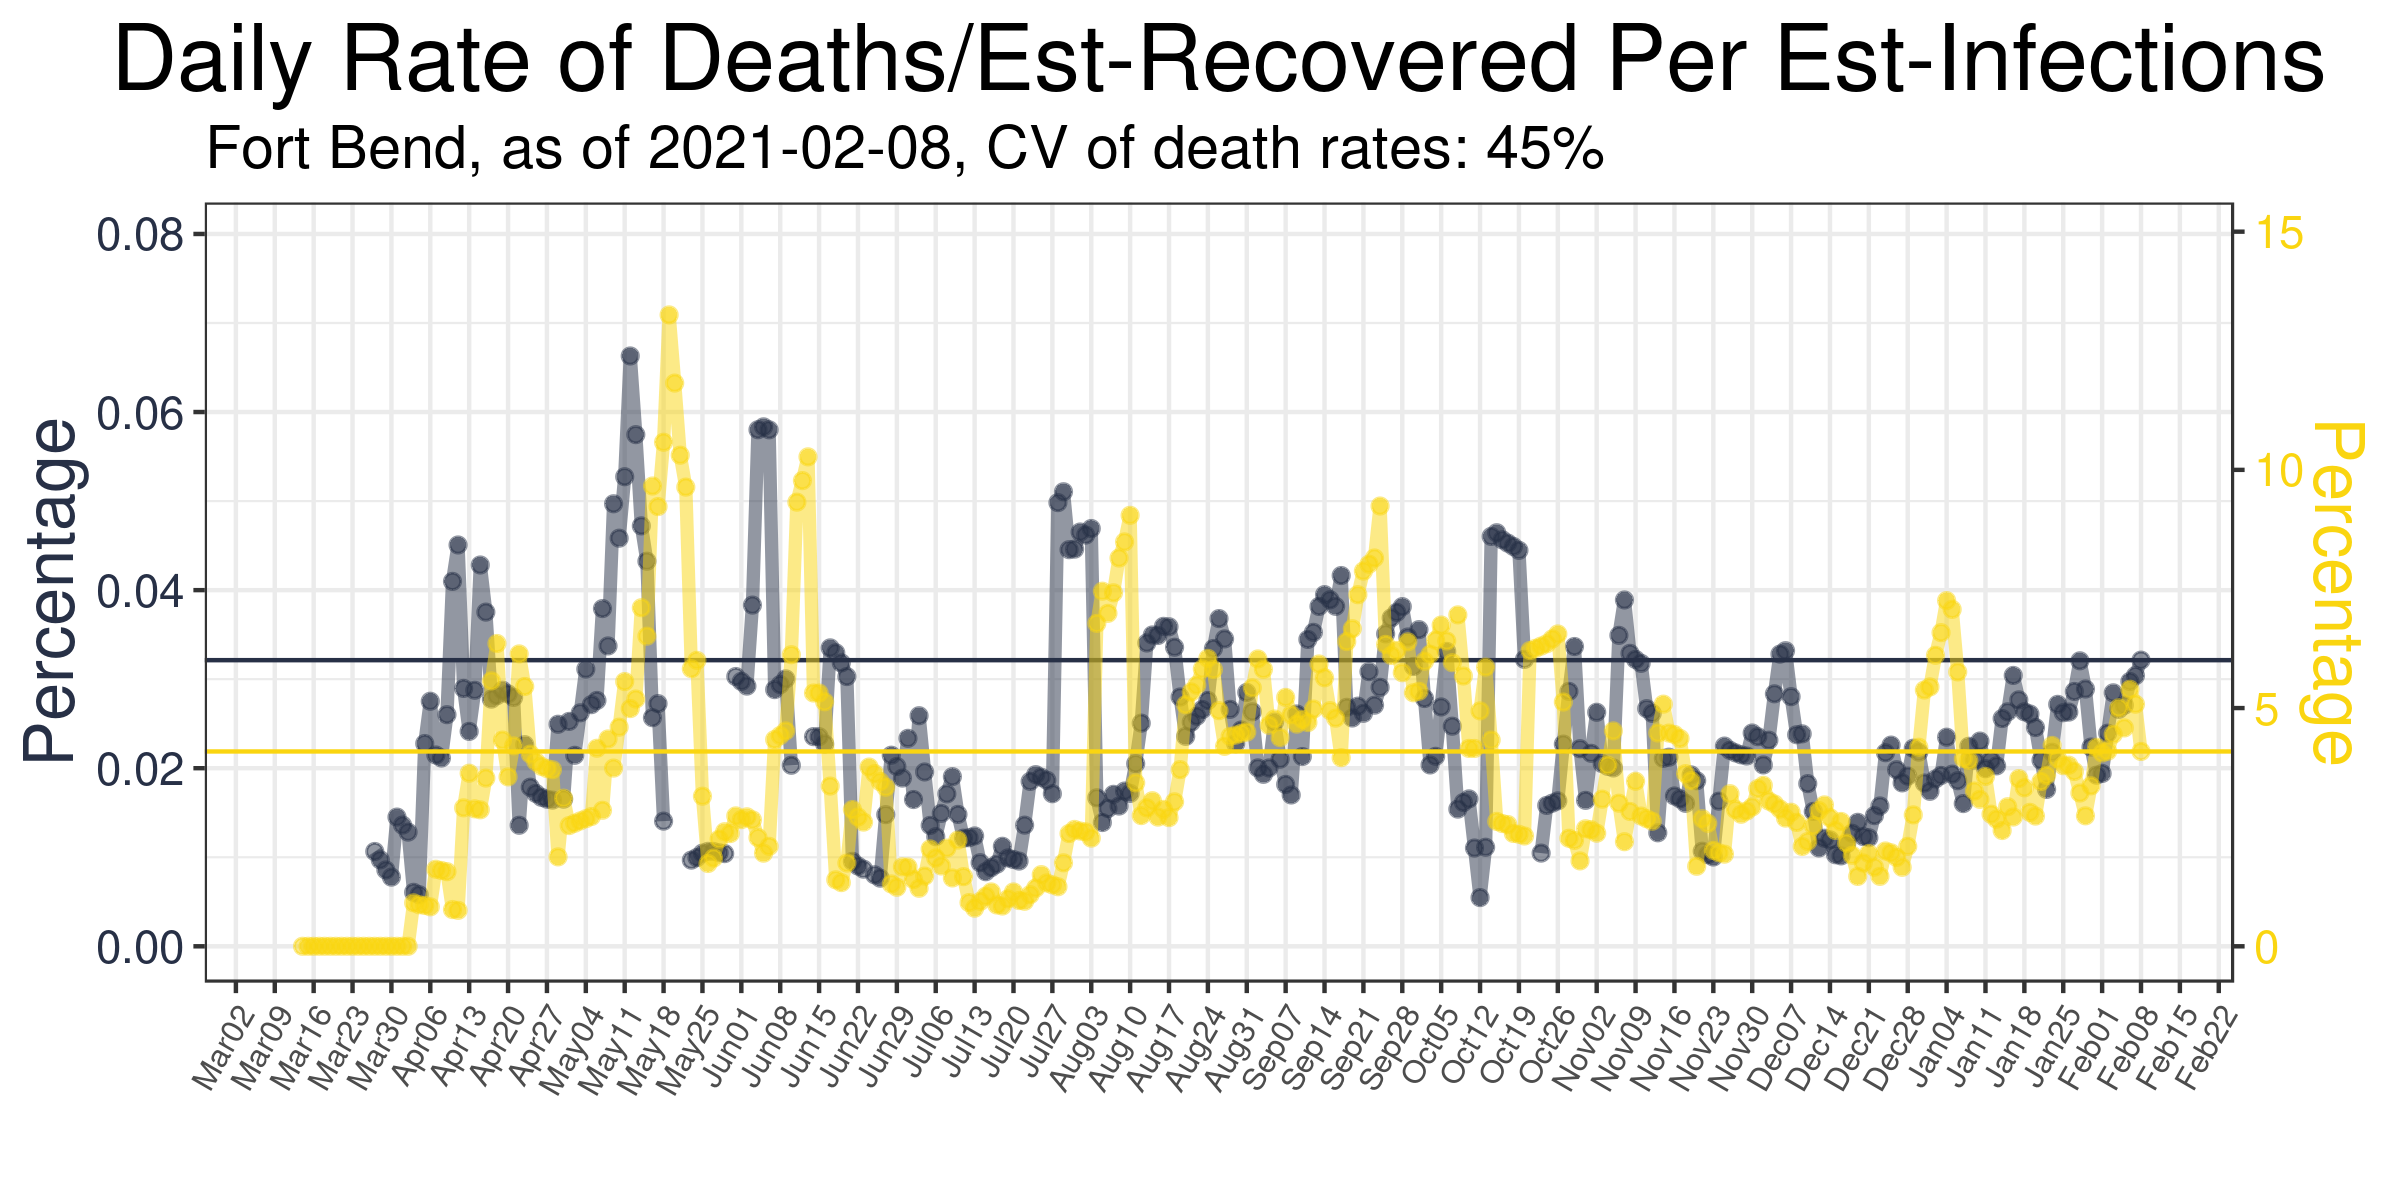 Daily Rate of Deaths/Est-Recovered Per Est-Infections
Fort Bend, as of 2021-02-08, CV of death rates: 45%
Percentage
0.08
0.06
0.04
0.02
0.00
15
10
5
0
Percentage
Mar02 Mar09 Mar16 Mar23 Mar30 Apr06 Apr13 Apr20 Apr27 May04 May11 May18 May25 Jun01 Jun08 Jun15 Jun22 Jun29 Jul06 Jul13 Jul20 Jul27 Aug03 Aug10 Aug17 Aug24 Aug31 Sep07 Sep14 Sep21 Sep28 Oct05 Oct12 Oct19 Oct26 Nov02 Nov09 Nov16 Nov23 Nov30 Dec07 Dec14 Dec21 Dec28 Jan04 Jan11 Jan18 Jan25 Feb01 Feb08 Feb15 Feb22